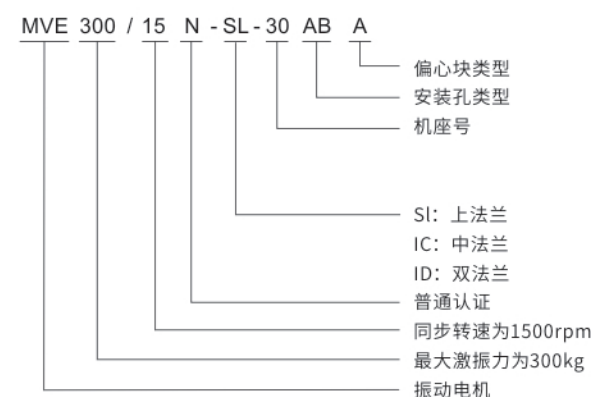 MVE 300 / 15 N - SL - 30 AB A
偏心块类型
安装孔类型
机座号
Sl：上法兰
IC：中法兰
ID：双法兰
普通认证
同步转速为1500rpm
最大激振力为300kg
振动电机